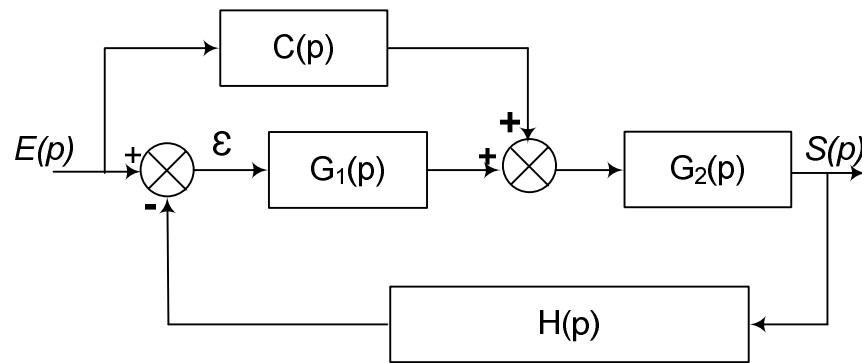 C(p)
+
E(p)
+
ε
G₁(p)
+
G₂(p)
S(p)
-
H(p)